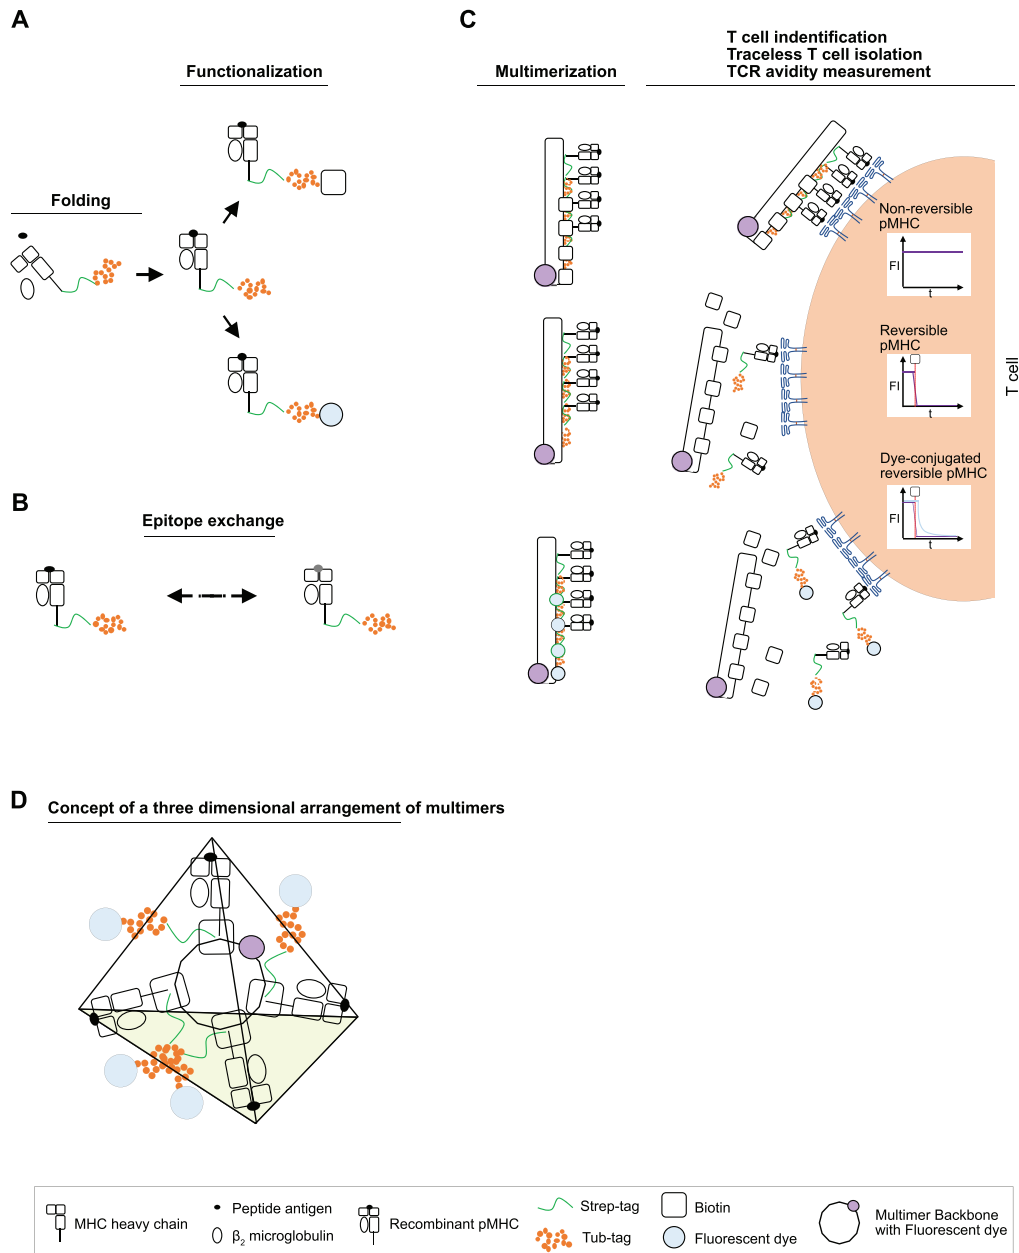 A
Functionalization
Folding
B
Epitope exchange
C
Multimerization
T cell indentification
Traceless T cell isolation
TCR avidity measurement
Non-reversible
pMHC
FI
t
Reversible
pMHC
FI
t
Dye-conjugated
reversible pMHC
FI
t
T cell
D
Concept of a three dimensional arrangement of multimers
MHC heavy chain
Peptide antigen
β2 microglobulin
Recombinant pMHC
Strep-tag
Tub-tag
Biotin
Fluorescent dye
Multimer Backbone
with Fluorescent dye